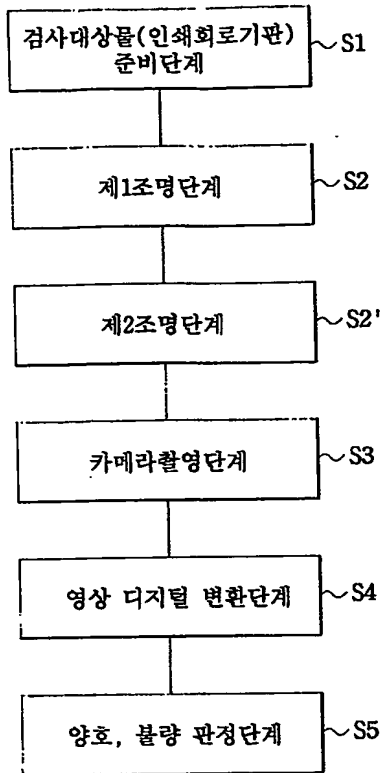 검사대상물(인쇄회로기판)
준비단계
S1
제1조명단계
S2
제2조명단계
S2'
카메라촬영단계
S3
영상 디지털 변환단계
S4
양호, 불량 판정단계
S5